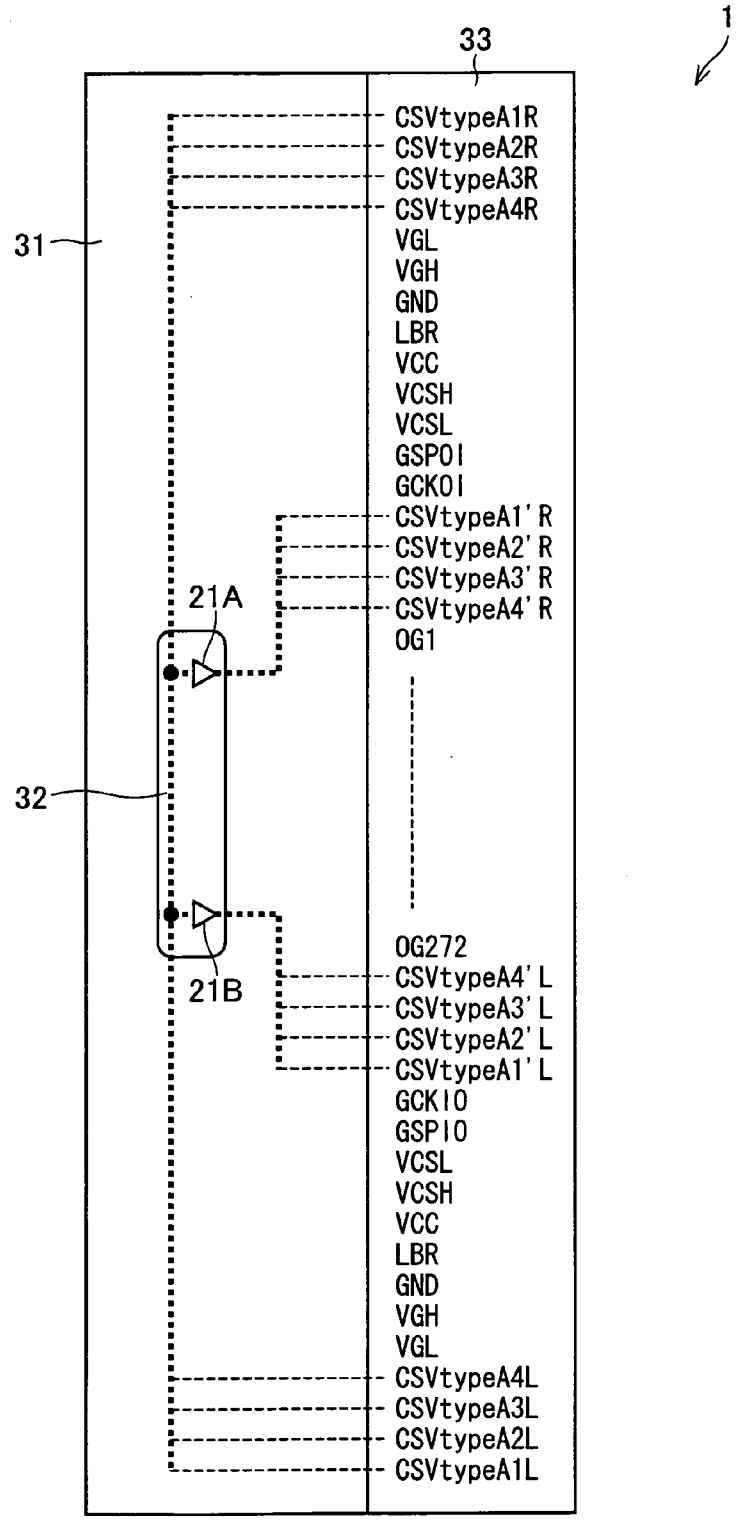 1
33
CSVtypeA1R
CSVtypeA2R
CSVtypeA3R
CSVtypeA4R
31
VGL
VGH
GND
LBR
VCC
VCSH
VCSL
GSPOI
GCKOI
CSVtypeA1'R
CSVtypeA2'R
CSVtypeA3'R
21A
CSVtypeA4'R
OG1
32
OG272
CSVtypeA4'L
21B
CSVtypeA3'L
CSVtypeA2'L
CSVtypeA1'L
GCKIO
GSPIO
VCSL
VCSH
VCC
LBR
GND
VGH
VGL
CSVtypeA4L
CSVtypeA3L
CSVtypeA2L
CSVtypeA1L